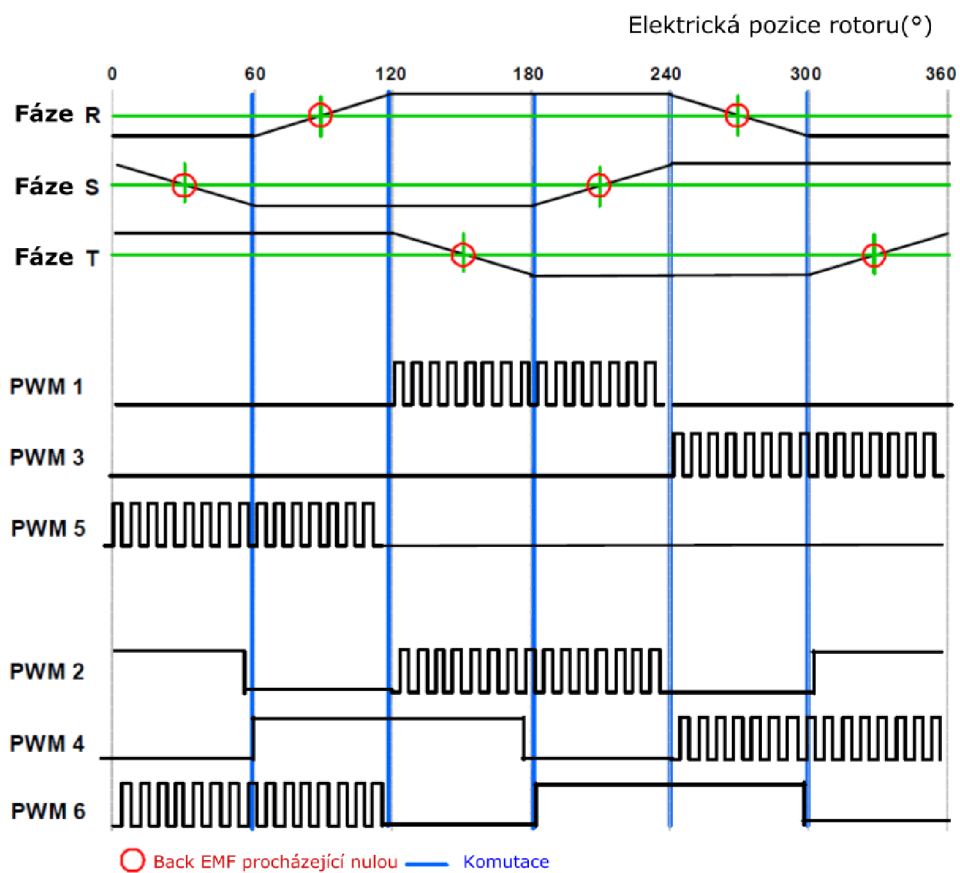 Elektrická pozice rotoru(°)
0 60 120 180 240 300 360
Fáze R
Fáze S
Fáze T
PWM 1
PWM 3
PWM 5
PWM 2
PWM 4
PWM 6
Back EMF procházející nulou Komutace